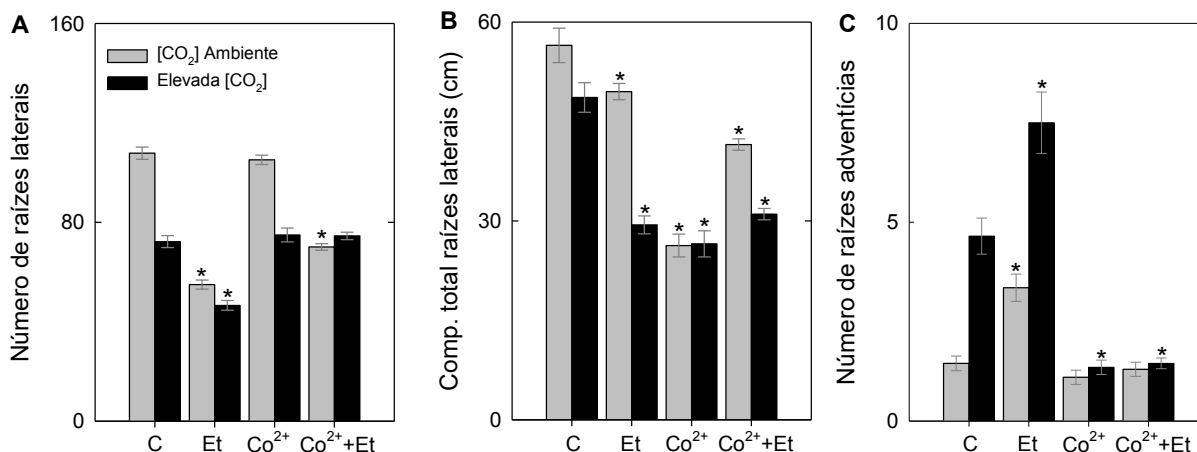 A
Número de raízes laterais
160
80
0
[CO₂] Ambiente
Elevada [CO₂]
* * *
C Et Co²⁺ Co²⁺+Et
B
Comp. total raízes laterais (cm)
60
30
0
* * * * * *
C Et Co²⁺ Co²⁺+Et
C
Número de raízes adventícias
10
5
0
* * * *
C Et Co²⁺ Co²⁺+Et